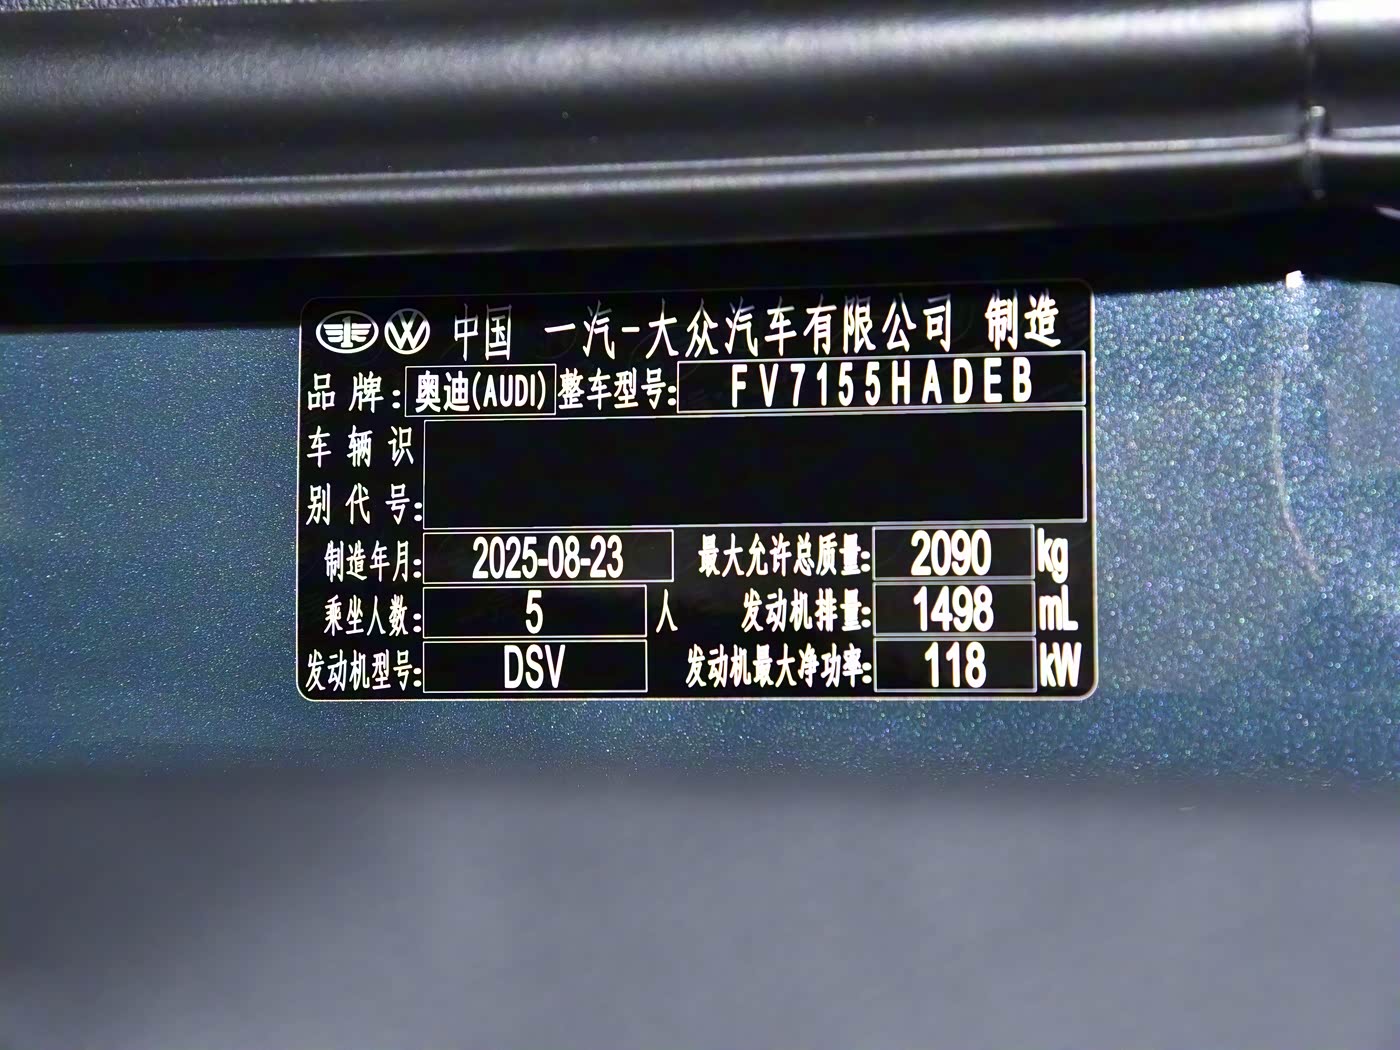 中国 一汽-大众汽车有限公司 制造
品牌: 奥迪(AUDI) 整车型号: FV7155HADEB
车辆识
别代号:
制造年月: 2025-08-23 最大允许总质量: 2090 kg
乘坐人数: 5 人 发动机排量: 1498 mL
发动机型号: DSV 发动机最大净功率: 118 kW